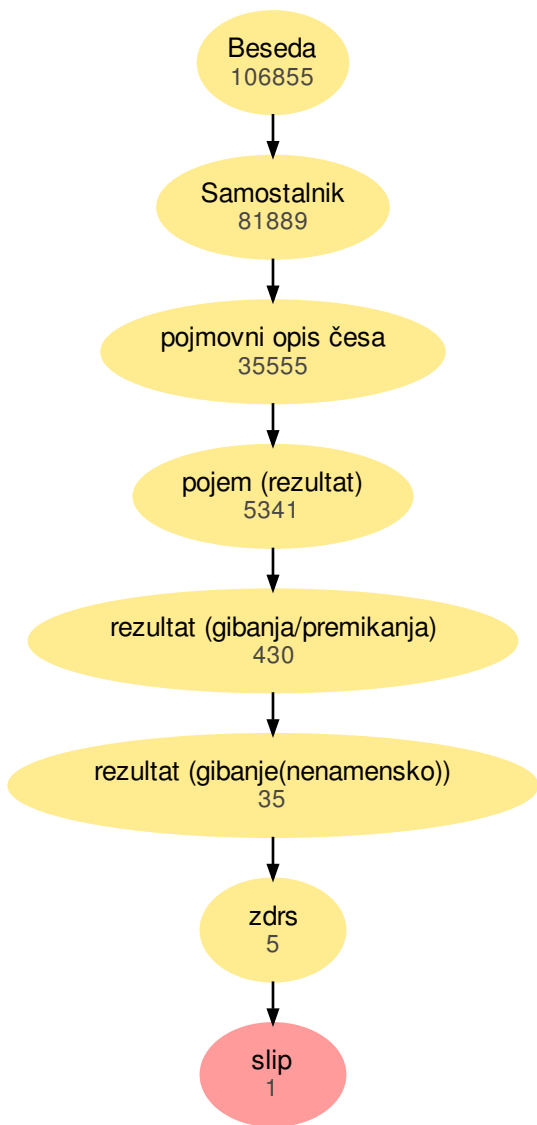 Beseda
106855
Samostalnik
81889
pojmovni opis česa
35555
pojem (rezultat)
5341
rezultat (gibanja/premikanja)
430
rezultat (gibanje(nenamensko))
35
zdrs
5
slip
1